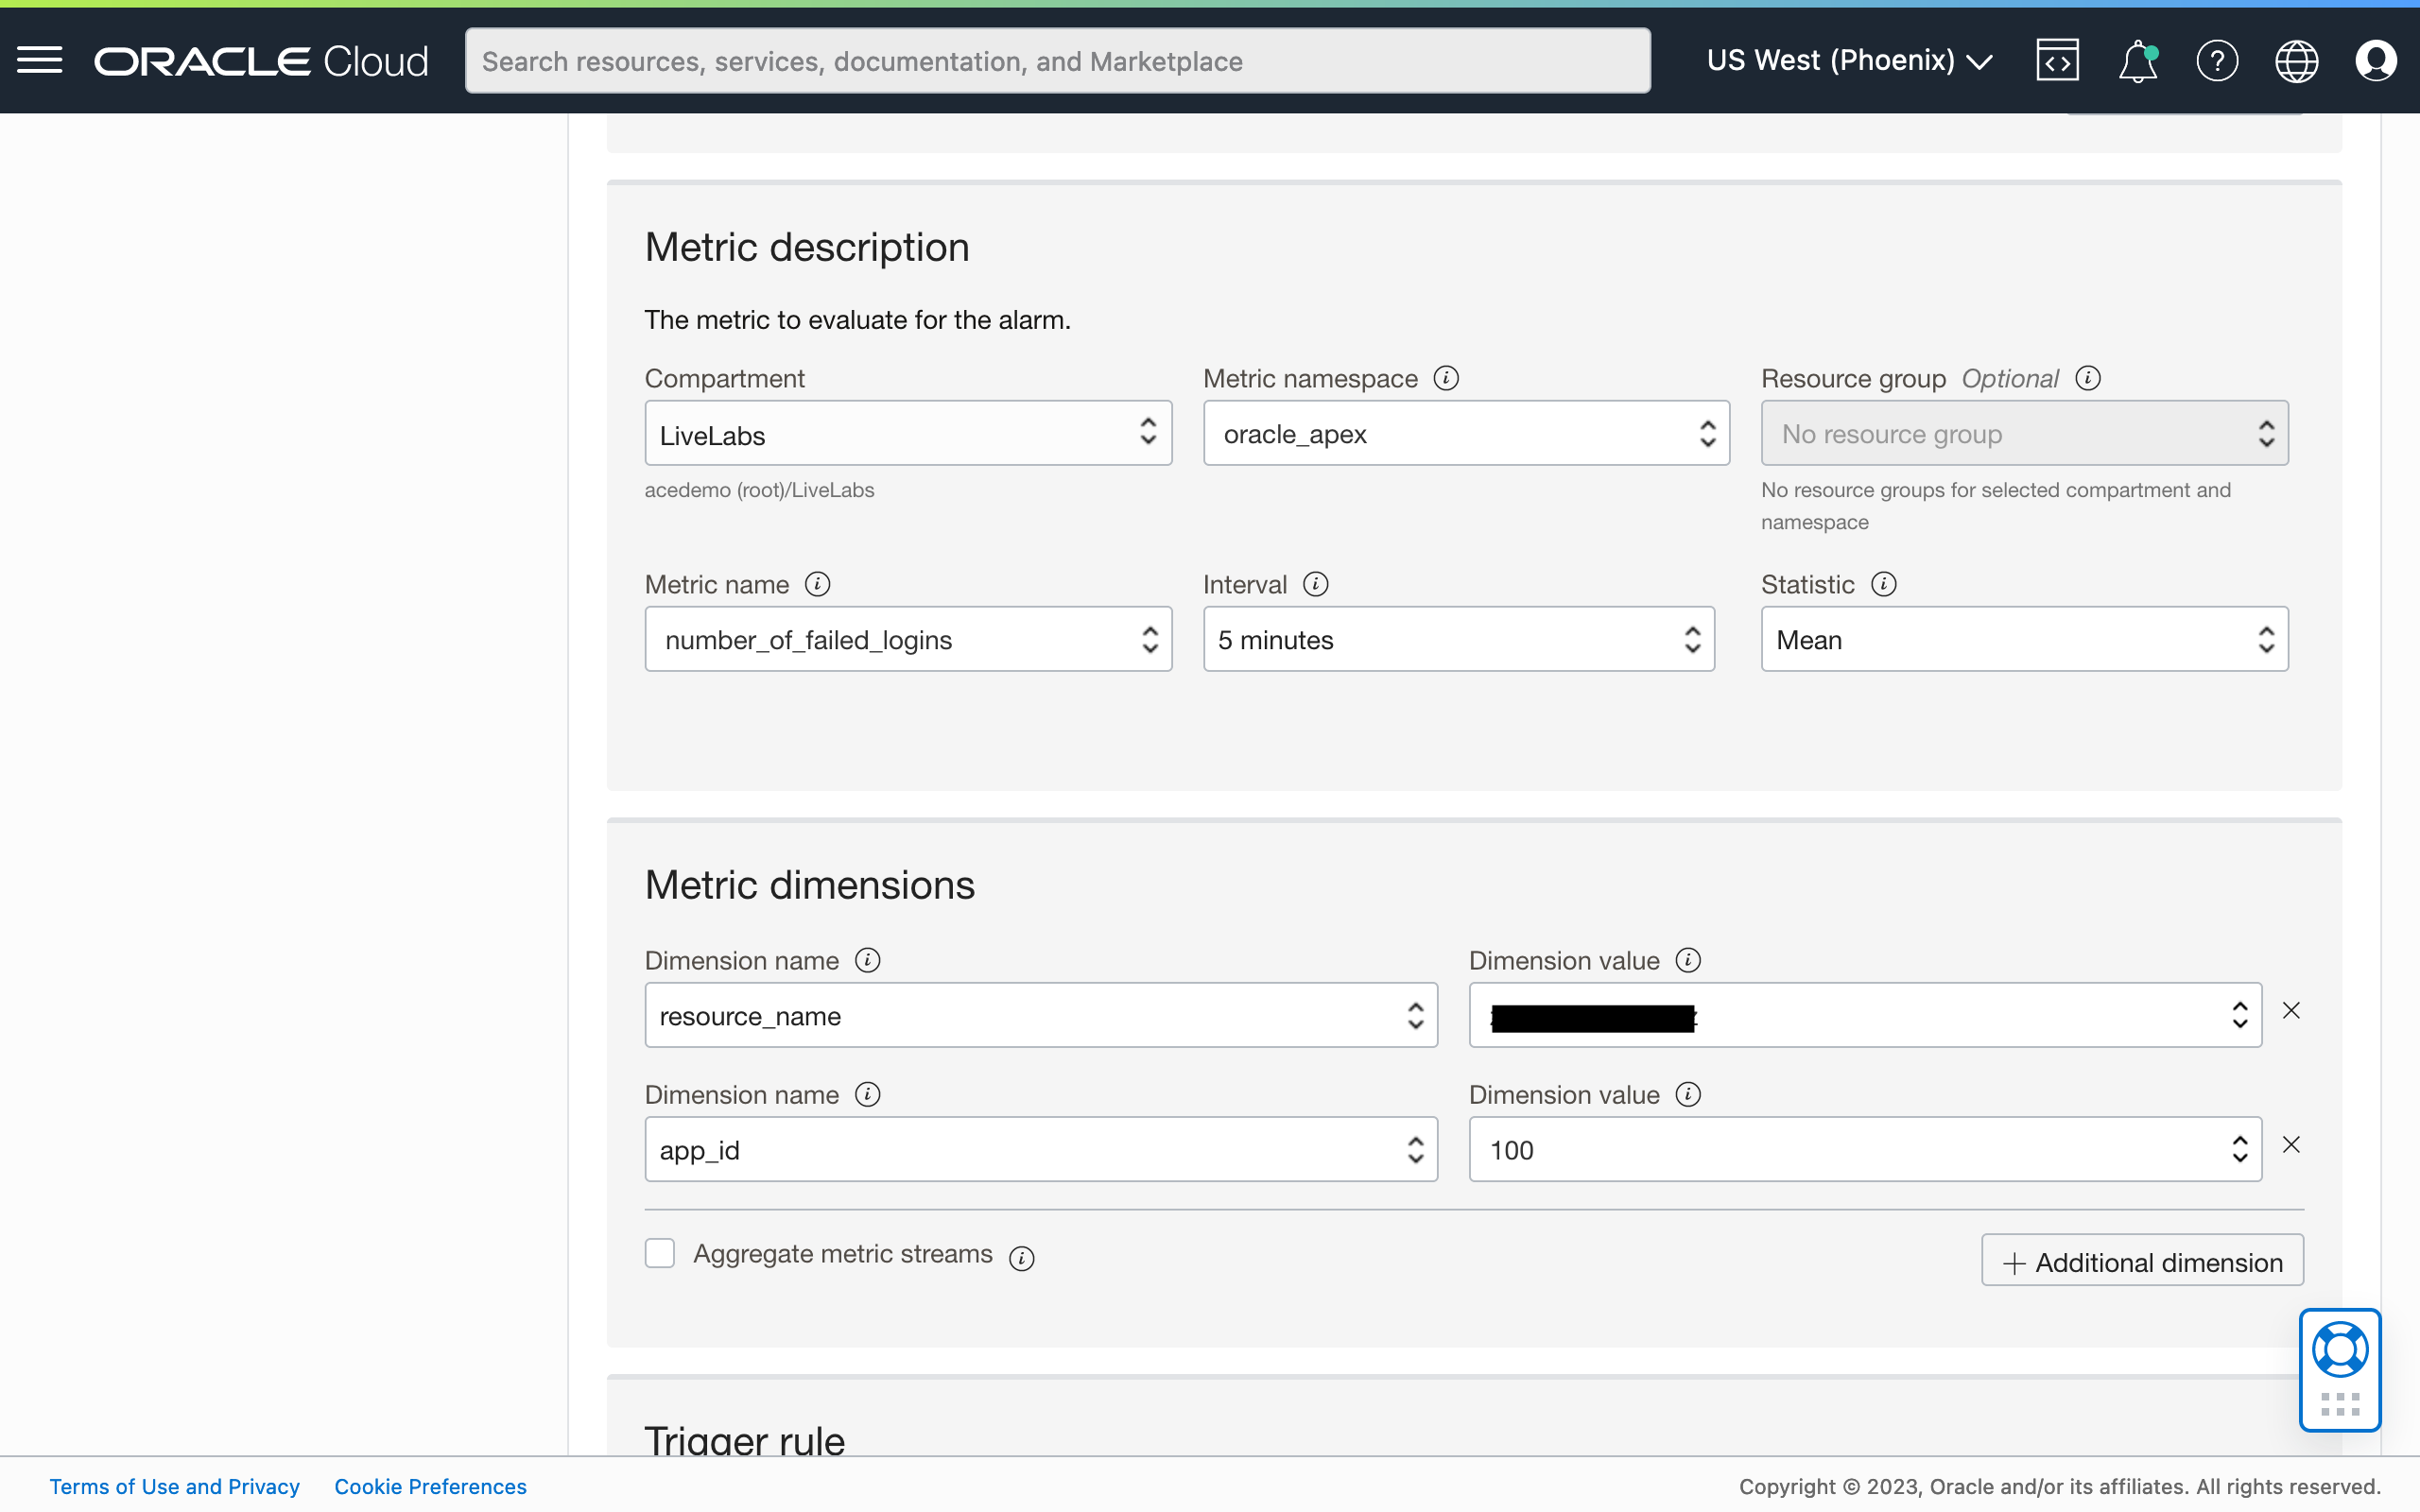 ORACLE Cloud
Search resources, services, documentation, and Marketplace
US West (Phoenix)
Metric description
The metric to evaluate for the alarm.
Compartment
Metric namespace
Resource group Optional
LiveLabs
oracle_apex
No resource group
acedemo (root)/LiveLabs
No resource groups for selected compartment and
namespace
Metric name
Interval
Statistic
number_of_failed_logins
5 minutes
Mean
Metric dimensions
Dimension name
Dimension value
resource_name
Dimension name
Dimension value
app_id
100
Aggregate metric streams
+ Additional dimension
Trigger rule
Terms of Use and Privacy
Cookie Preferences
Copyright © 2023, Oracle and/or its affiliates. All rights reserved.